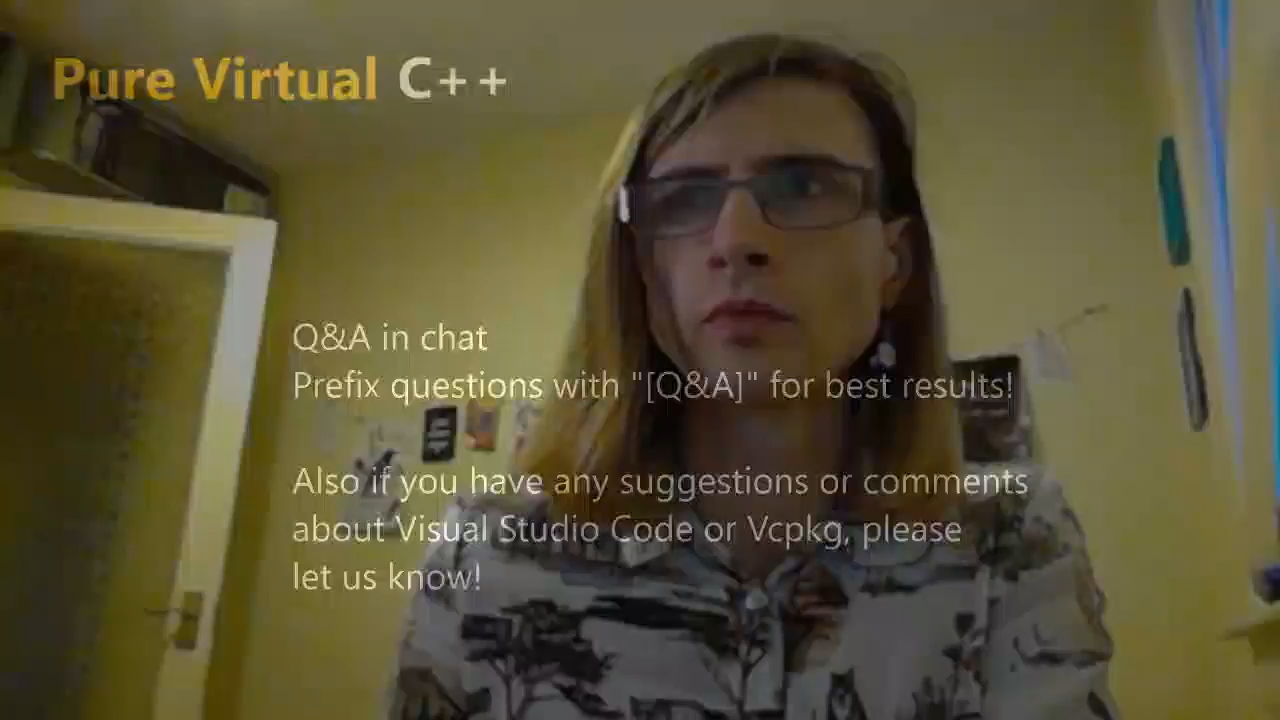 Pure Virtual C++
Q&A in chat
Prefix questions with "[Q&A]" for best results!
Also if you have any suggestions or comments
about Visual Studio Code or Vcpkg, please
let us know!